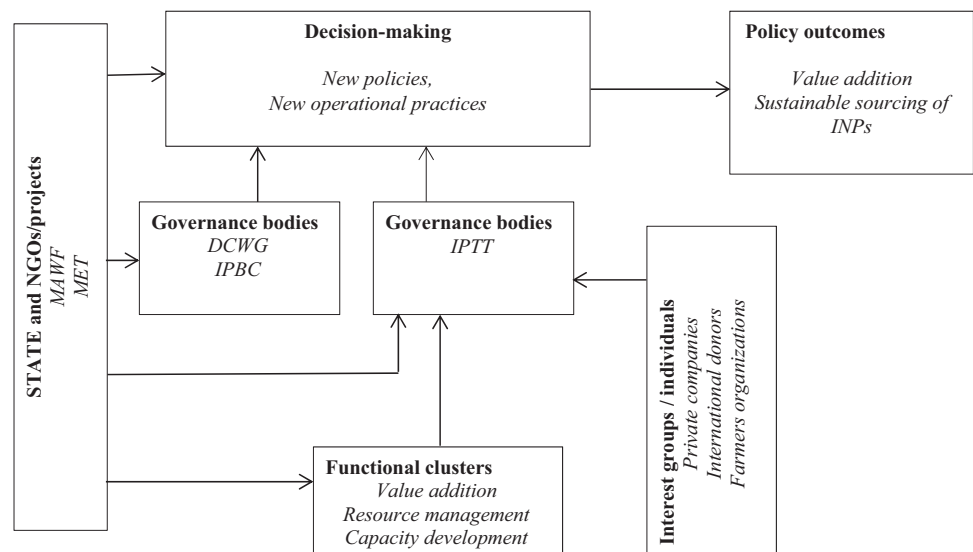 STATE and NGOs/projects
MAWF
MET
Decision-making
New policies,
New operational practices
Policy outcomes
Value addition
Sustainable sourcing of
INPs
Governance bodies
DCWG
IPBC
Governance bodies
IPTT
Functional clusters
Value addition
Resource management
Capacity development
Interest groups / individuals
Private companies
International donors
Farmers organizations